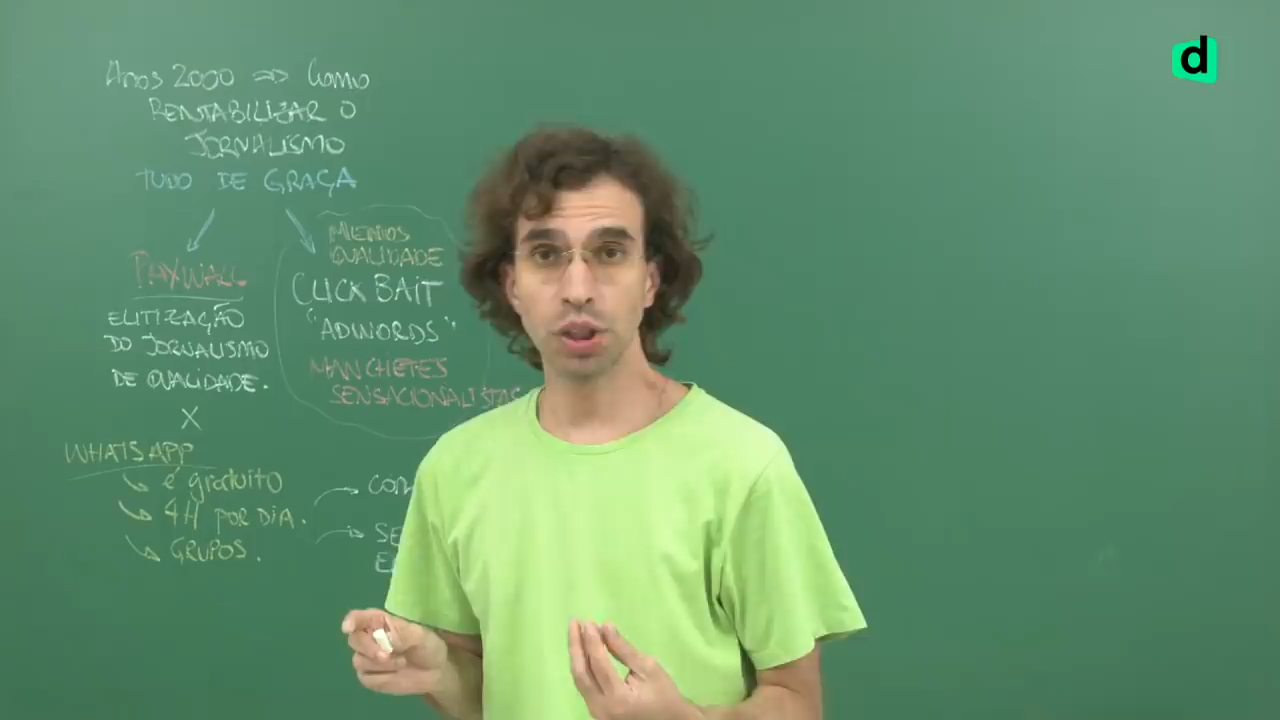 Anos 2000 => Como
RENTABILIZAR O
JORNALISMO
TUDO DE GRAÇA
PAYWALL
ELITIZAÇÃO
DO JORNALISMO
DE QUALIDADE.
X
WHATSAPP
é gratuito
4H POR DIA.
GRUPOS.
MILENIOS
QUALIDADE
CLICK BAIT
"ADWORDS"
MANCHETES
SENSACIONALISTAS
d